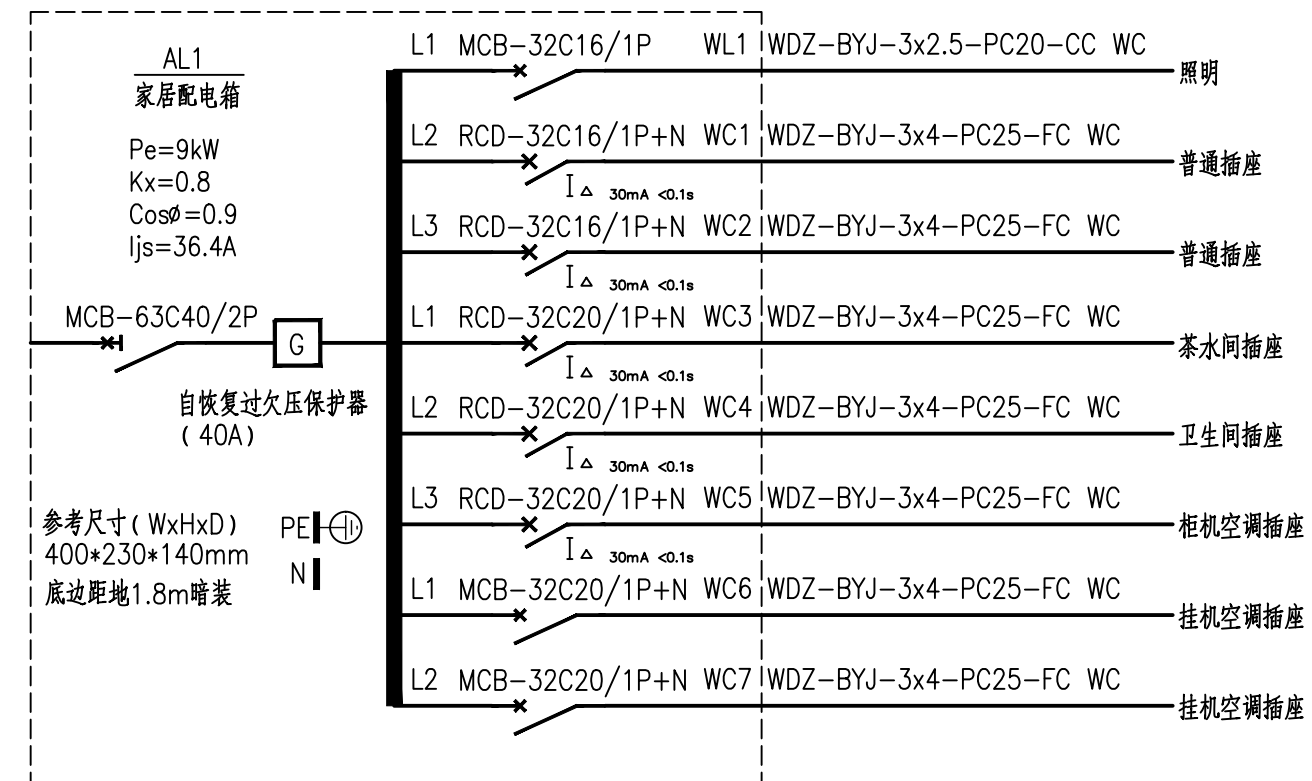 AL1
家居配电箱
Pe=9kW
Kx=0.8
Cosø=0.9
Ijs=36.4A
MCB-63C40/2P
G
自恢复过欠压保护器
(40A)
参考尺寸(WxHxD)
400*230*140mm
底边距地1.8m暗装
PE
N
L1 MCB-32C16/1P WL1 WDZ-BYJ-3x2.5-PC20-CC WC
照明
L2 RCD-32C16/1P+N WC1 WDZ-BYJ-3x4-PC25-FC WC
普通插座
I△ 30mA <0.1s
L3 RCD-32C16/1P+N WC2 WDZ-BYJ-3x4-PC25-FC WC
普通插座
I△ 30mA <0.1s
L1 RCD-32C20/1P+N WC3 WDZ-BYJ-3x4-PC25-FC WC
茶水间插座
I△ 30mA <0.1s
L2 RCD-32C20/1P+N WC4 WDZ-BYJ-3x4-PC25-FC WC
卫生间插座
I△ 30mA <0.1s
L3 RCD-32C20/1P+N WC5 WDZ-BYJ-3x4-PC25-FC WC
柜机空调插座
I△ 30mA <0.1s
L1 MCB-32C20/1P+N WC6 WDZ-BYJ-3x4-PC25-FC WC
挂机空调插座
L2 MCB-32C20/1P+N WC7 WDZ-BYJ-3x4-PC25-FC WC
挂机空调插座